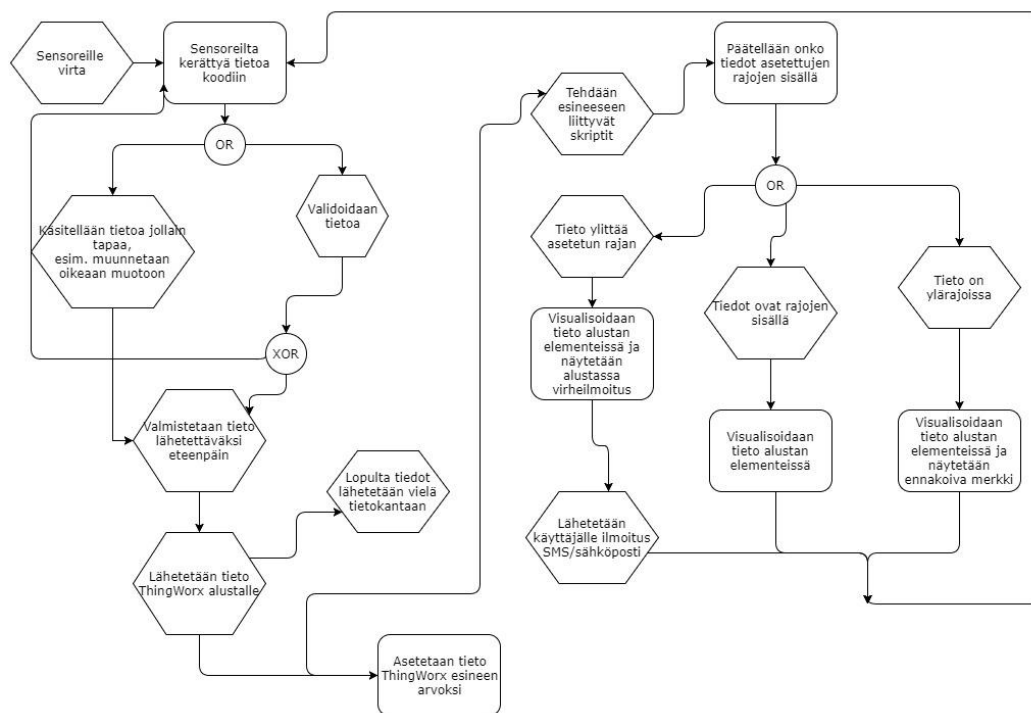 Sensoreille
virta
Sensoreilta
kerättyä tietoa
koodiin
OR
Käsitellään tietoa jollain
tapaa,
esim. muunnetaan
oikeaan muotoon
Validoidaan
tietoa
XOR
Valmistetaan tieto
lähetettäväksi
eteenpäin
Lopulta tiedot
lähetetään vielä
tietokantaan
Lähetetään tieto
ThingWorx alustalle
Asetetaan tieto
ThingWorx esineen
arvoksi
Tehdään
esineeseen
liittyvät
skriptit
Päätellään onko
tiedot asetettujen
rajojen sisällä
OR
Tieto ylittää
asetetun rajan
Tiedot ovat rajojen
sisällä
Tieto on
ylärajoissa
Visualisoidaan
tieto alustan
elementeissä ja
näytetään
alustassa
virheilmoitus
Visualisoidaan
tieto alustan
elementeissä
Visualisoidaan
tieto alustan
elementeissä ja
näytetään
ennakoiva merkki
Lähetetään
käyttäjälle ilmoitus
SMS/sähköposti